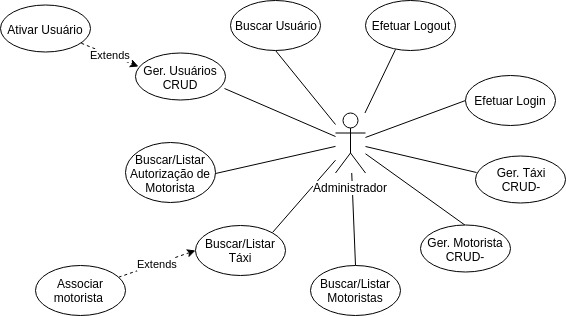 Buscar Usuário
Efetuar Logout
Ativar Usuário
Extends
Ger. Usuários
CRUD
Efetuar Login
Buscar/Listar
Autorização de
Motorista
Ger. Táxi
CRUD-
Administrador
Buscar/Listar
Táxi
Ger. Motorista
CRUD-
Extends
Associar
motorista
Buscar/Listar
Motoristas